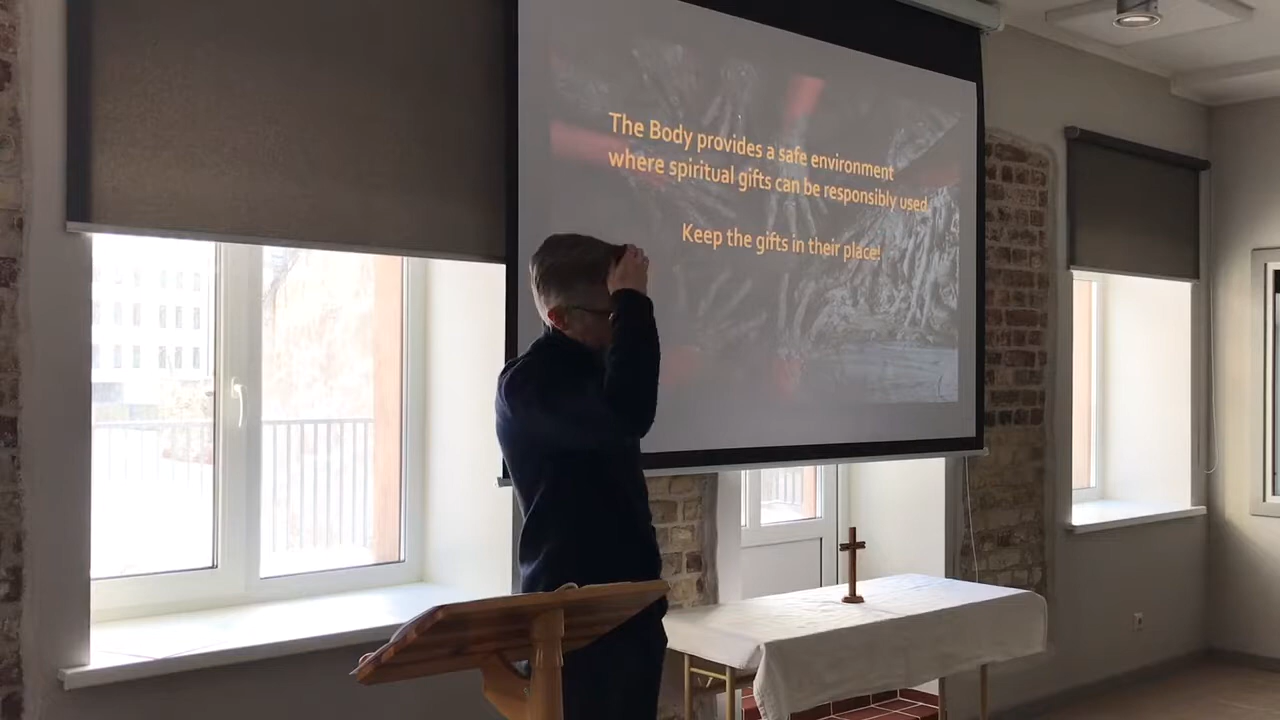 The Body provides a safe environment
where spiritual gifts can be responsibly used
Keep the gifts in their place!